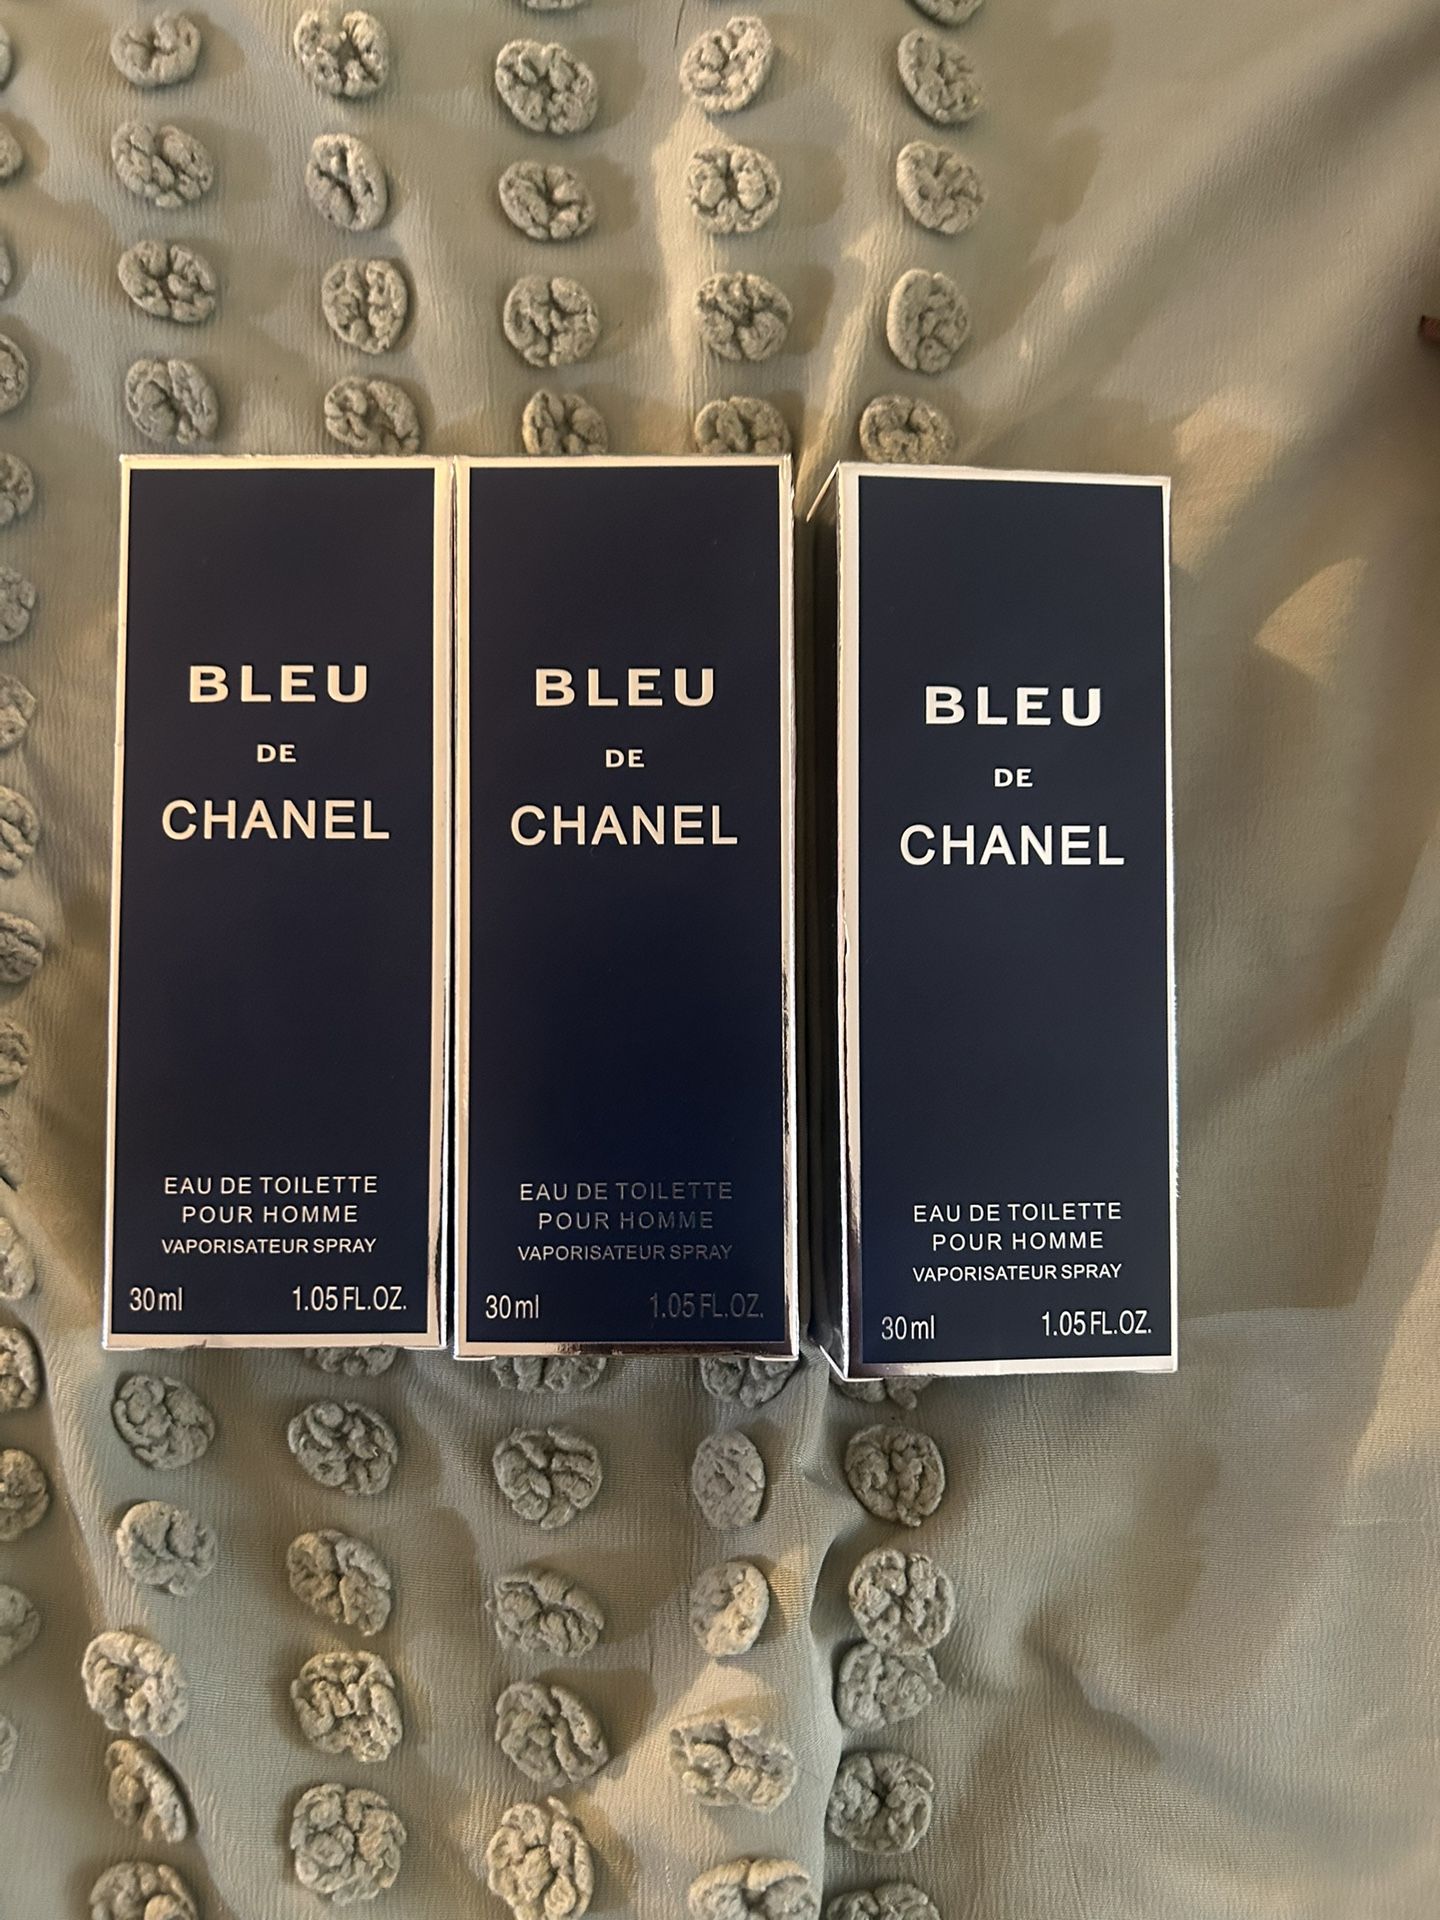 BLEU
DE
CHANEL
EAU DE TOILETTE
POUR HOMME
VAPORISATEUR SPRAY
30ml 1.05 FL.OZ.
BLEU
DE
CHANEL
EAU DE TOILETTE
POUR HOMME
VAPORISATEUR SPRAY
30ml 1.05 FL.OZ.
BLEU
DE
CHANEL
EAU DE TOILETTE
POUR HOMME
VAPORISATEUR SPRAY
30ml 1.05 FL.OZ.